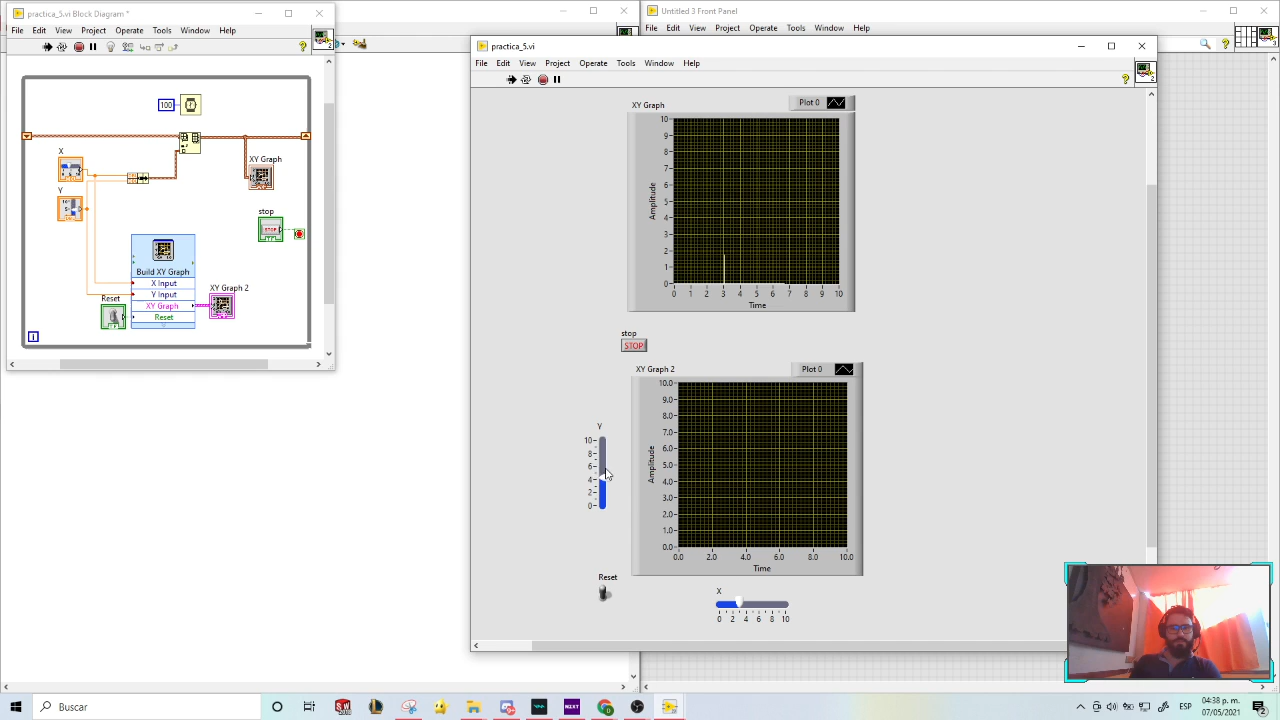 practica_5.vi Block Diagram *
File Edit View Project Operate Tools Window Help
100
X
Y
XY Graph
stop
STOP
Build XY Graph
X Input
Y Input
XY Graph
Reset
Reset
XY Graph 2
i
Untitled 3 Front Panel
File Edit View Project Operate Tools Window Help
practica_5.vi
File Edit View Project Operate Tools Window Help
XY Graph
Plot 0
10
9
8
7
6
5
4
3
2
1
0
Amplitude
0 1 2 3 4 5 6 7 8 9 10
Time
stop
STOP
XY Graph 2
Plot 0
10.0
9.0
8.0
7.0
6.0
5.0
4.0
3.0
2.0
1.0
0.0
Amplitude
0.0 2.0 4.0 6.0 8.0 10.0
Time
Y
10
8
6
4
2
0
Reset
X
0 2 4 6 8 10
Buscar
NZXT
ESP
04:38 p. m.
07/05/2021
2